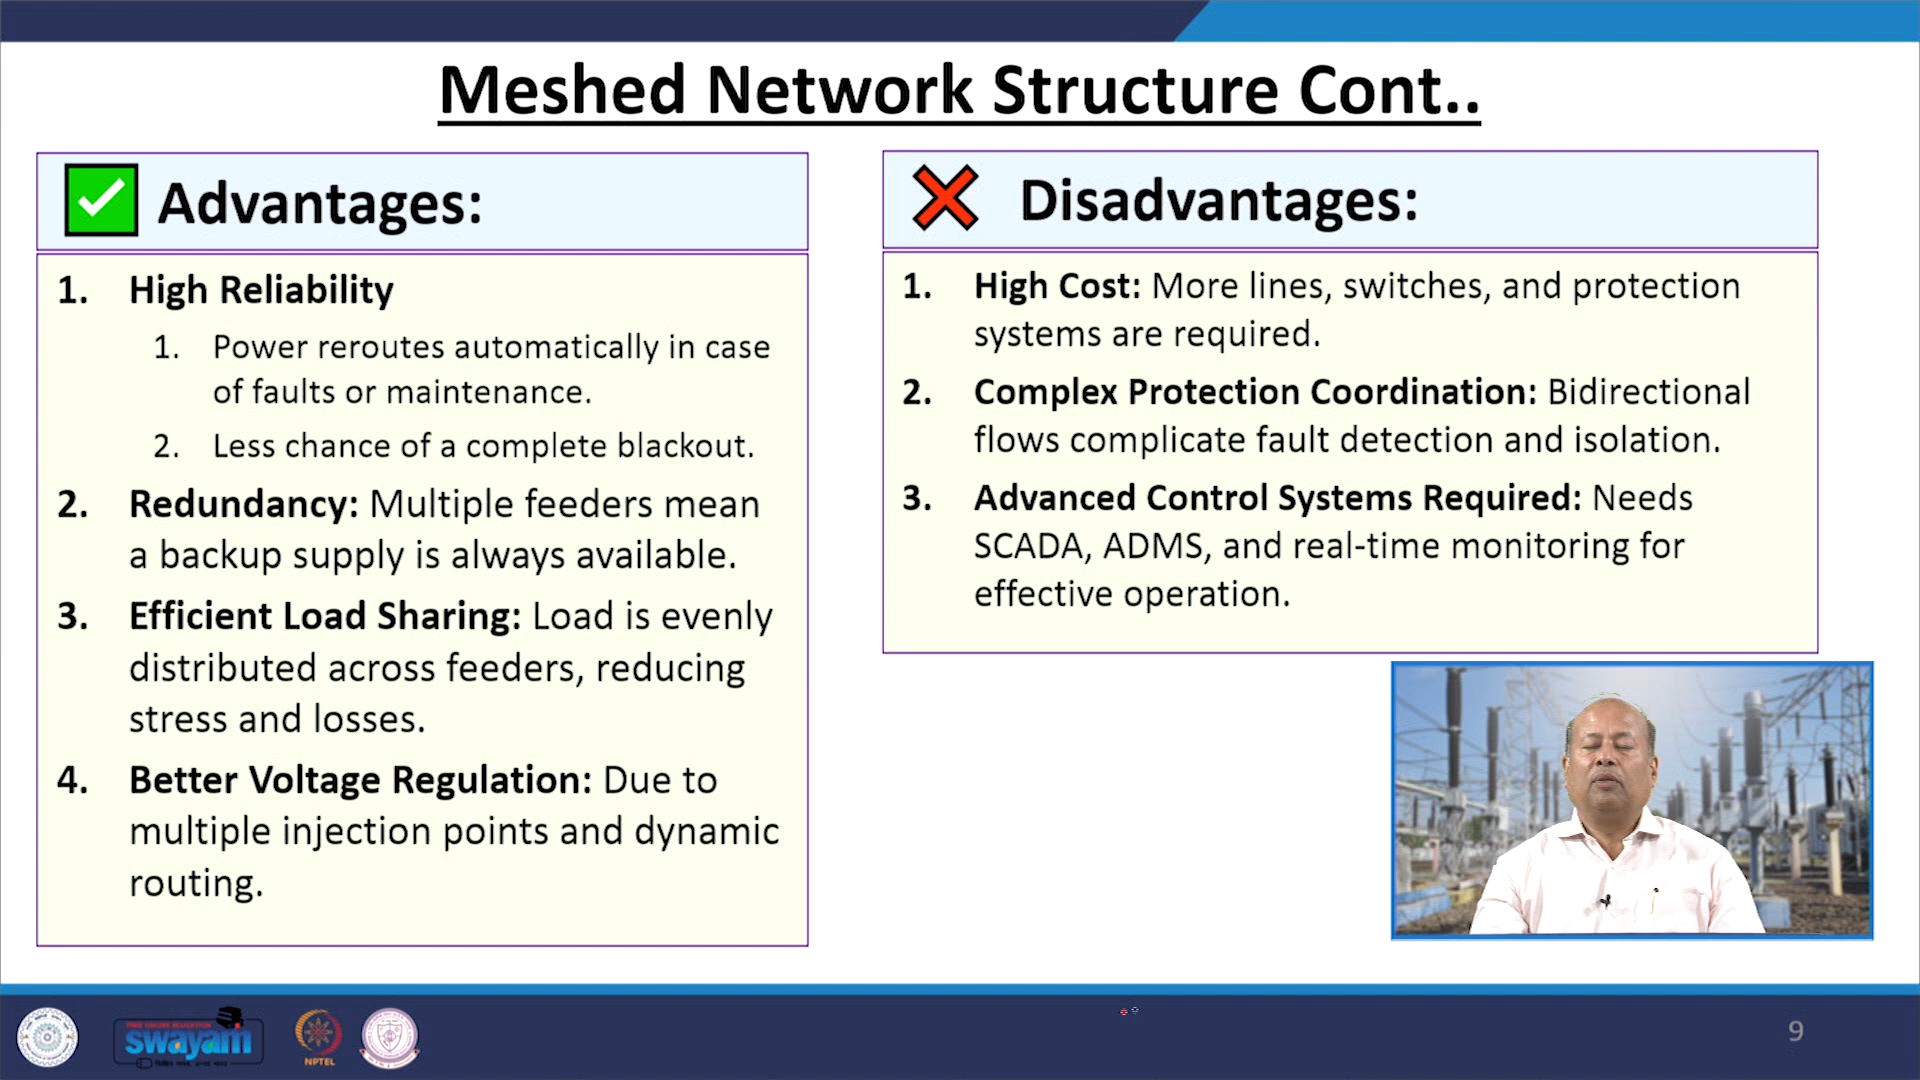 Meshed Network Structure Cont..
Advantages:
1. High Reliability
1. Power reroutes automatically in case
of faults or maintenance.
2. Less chance of a complete blackout.
2. Redundancy: Multiple feeders mean
a backup supply is always available.
3. Efficient Load Sharing: Load is evenly
distributed across feeders, reducing
stress and losses.
4. Better Voltage Regulation: Due to
multiple injection points and dynamic
routing.
Disadvantages:
1. High Cost: More lines, switches, and protection
systems are required.
2. Complex Protection Coordination: Bidirectional
flows complicate fault detection and isolation.
3. Advanced Control Systems Required: Needs
SCADA, ADMS, and real-time monitoring for
effective operation.
FREE ONLINE EDUCATION
swayam
NPTEL
9